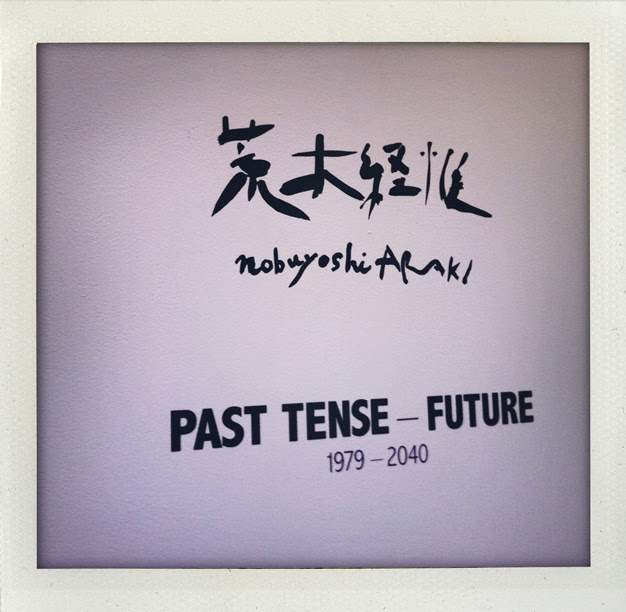 荒木経惟
nobuyoshi ARAKI
PAST TENSE – FUTURE
1979 – 2040